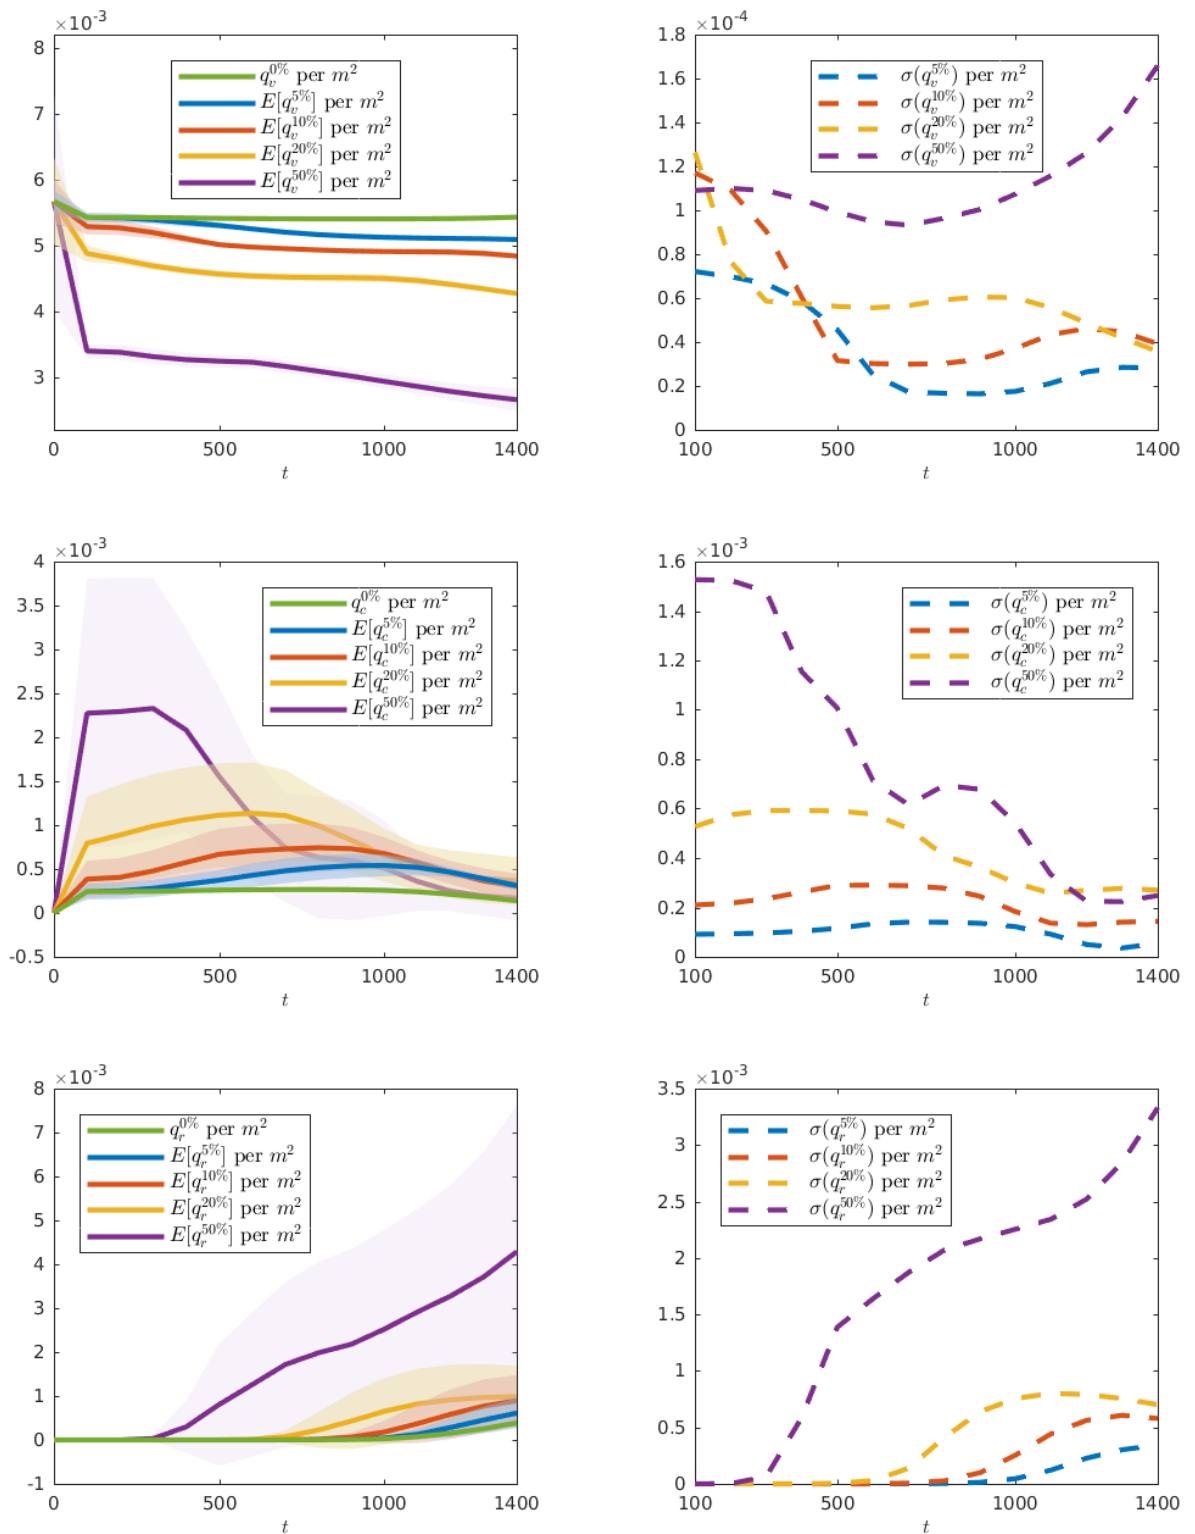 ×10⁻³
8
7
6
5
4
3
0
500
1000
1400
t
q_v^{0%} per m²
E[q_v^{5%}] per m²
E[q_v^{10%}] per m²
E[q_v^{20%}] per m²
E[q_v^{50%}] per m²
×10⁻⁴
1.8
1.6
1.4
1.2
1
0.8
0.6
0.4
0.2
0
100
500
1000
1400
t
σ(q_v^{5%}) per m²
σ(q_v^{10%}) per m²
σ(q_v^{20%}) per m²
σ(q_v^{50%}) per m²
×10⁻³
4
3.5
3
2.5
2
1.5
1
0.5
0
-0.5
0
500
1000
1400
t
q_c^{0%} per m²
E[q_c^{5%}] per m²
E[q_c^{10%}] per m²
E[q_c^{20%}] per m²
E[q_c^{50%}] per m²
×10⁻³
1.6
1.4
1.2
1
0.8
0.6
0.4
0.2
0
100
500
1000
1400
t
σ(q_c^{5%}) per m²
σ(q_c^{10%}) per m²
σ(q_c^{20%}) per m²
σ(q_c^{50%}) per m²
×10⁻³
8
7
6
5
4
3
2
1
0
-1
0
500
1000
1400
t
q_r^{0%} per m²
E[q_r^{5%}] per m²
E[q_r^{10%}] per m²
E[q_r^{20%}] per m²
E[q_r^{50%}] per m²
×10⁻³
3.5
3
2.5
2
1.5
1
0.5
0
100
500
1000
1400
t
σ(q_r^{5%}) per m²
σ(q_r^{10%}) per m²
σ(q_r^{20%}) per m²
σ(q_r^{50%}) per m²